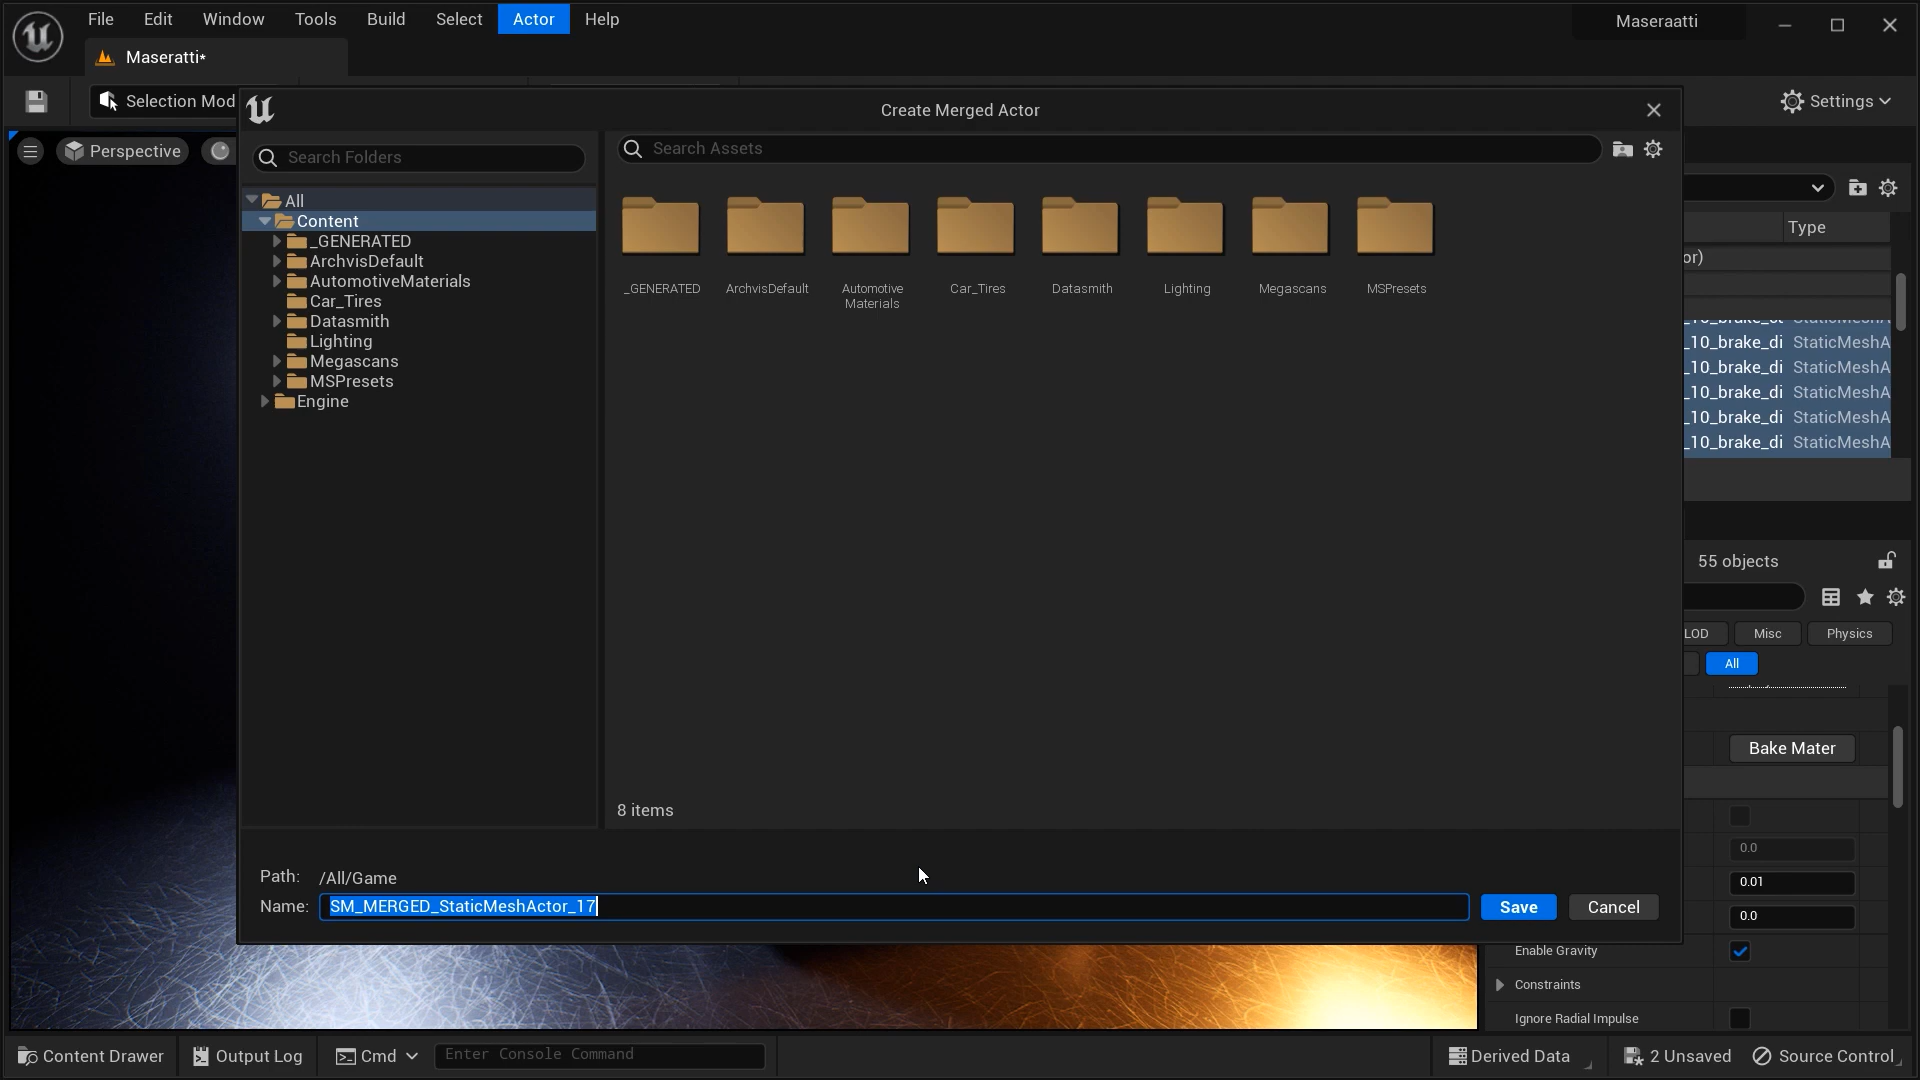 File Edit Window Tools Build Select Actor Help
Maseraatti
Maseratti*
Selection Mod
Create Merged Actor
Settings
Perspective
Search Folders
Search Assets
All
Content
_GENERATED
ArchvisDefault
AutomotiveMaterials
Car_Tires
Datasmith
Lighting
Megascans
MSPresets
Engine
_GENERATED ArchvisDefault Automotive Materials Car_Tires Datasmith Lighting Megascans MSPresets
Type
or)
_10_brake_di StaticMeshA
_10_brake_di StaticMeshA
_10_brake_di StaticMeshA
_10_brake_di StaticMeshA
_10_brake_di StaticMeshA
55 objects
LOD Misc Physics
All
Bake Mater
0.0
0.01
0.0
Enable Gravity
Constraints
Ignore Radial Impulse
8 items
Path: /All/Game
Name: SM_MERGED_StaticMeshActor_17
Save Cancel
Content Drawer Output Log Cmd Enter Console Command Derived Data 2 Unsaved Source Control